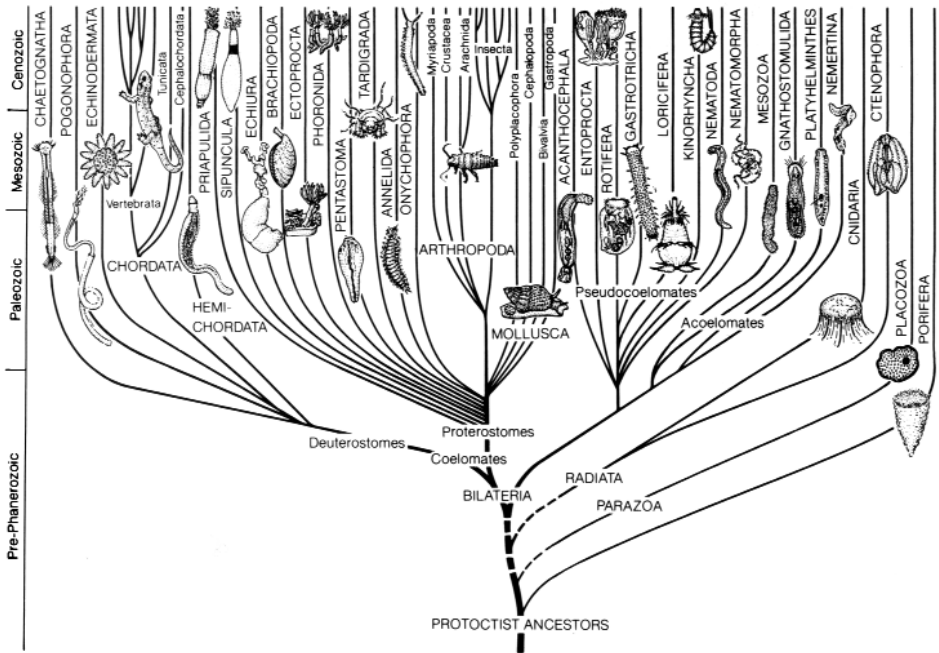 Cenozoic
Mesozoic
Paleozoic
Pre-Phanerozoic
CHAETOGNATHA
POGONOPHORA
ECHINODERMATA
Vertebrata
Tunicata
Cephalochordata
CHORDATA
HEMI-
CHORDATA
PRIAPULIDA
SIPUNCULA
ECHIURA
BRACHIOPODA
ECTOPROCTA
PHORONIDA
PENTASTOMA
TARDIGRADA
ANNELIDA
ONYCHOPHORA
Myriapoda
Crustacea
Arachnida
Insecta
ARTHROPODA
Polyplacophora
Cephalopoda
Bivalvia
Gastropoda
MOLLUSCA
ACANTHOCEPHALA
ENTOPROCTA
ROTIFERA
GASTROTRICHA
LORICIFERA
KINORHYNCHA
NEMATODA
NEMATOMORPHA
Pseudocoelomates
MESOZOA
GNATHOSTOMULIDA
PLATYHELMINTHES
NEMERTINA
Acoelomates
CNIDARIA
CTENOPHORA
PLACOZOA
PORIFERA
Deuterostomes
Proterostomes
Coelomates
BILATERIA
RADIATA
PARAZOA
PROTOCTIST ANCESTORS